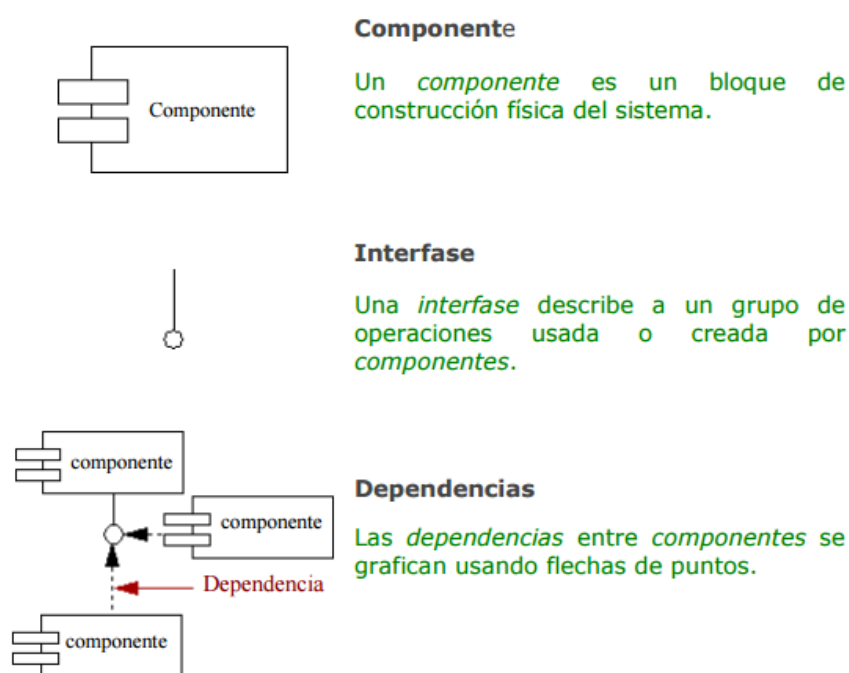 Componente
Un componente es un bloque de
construcción física del sistema.
Componente
Interfase
Una interfase describe a un grupo de
operaciones usada o creada por
componentes.
componente
componente
Dependencia
componente
Dependencias
Las dependencias entre componentes se
grafican usando flechas de puntos.